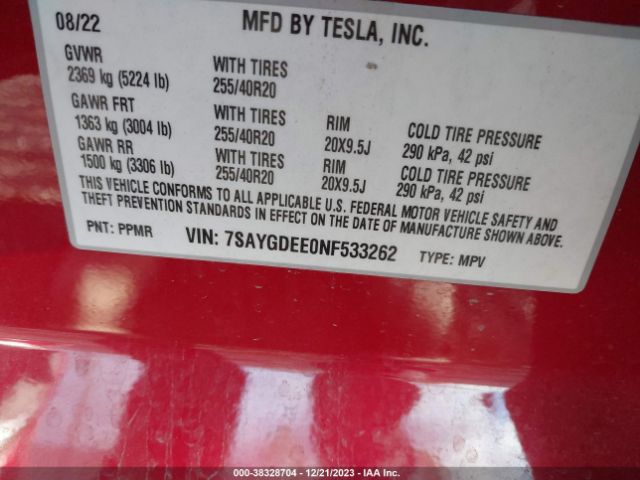 08/22 MFD BY TESLA, INC.
GVWR
2369 kg (5224 lb) WITH TIRES 255/40R20
GAWR FRT
1363 kg (3004 lb) WITH TIRES 255/40R20 RIM 20X9.5J COLD TIRE PRESSURE 290 kPa, 42 psi
GAWR RR
1500 kg (3306 lb) WITH TIRES 255/40R20 RIM 20X9.5J COLD TIRE PRESSURE 290 kPa, 42 psi
THIS VEHICLE CONFORMS TO ALL APPLICABLE U.S. FEDERAL MOTOR VEHICLE SAFETY AND
THEFT PREVENTION STANDARDS IN EFFECT ON THE DATE OF MANUFACTURE SHOWN ABOVE.
PNT: PPMR VIN: 7SAYGDEE0NF533262 TYPE: MPV
000-38328704 - 12/21/2023 - IAA Inc.